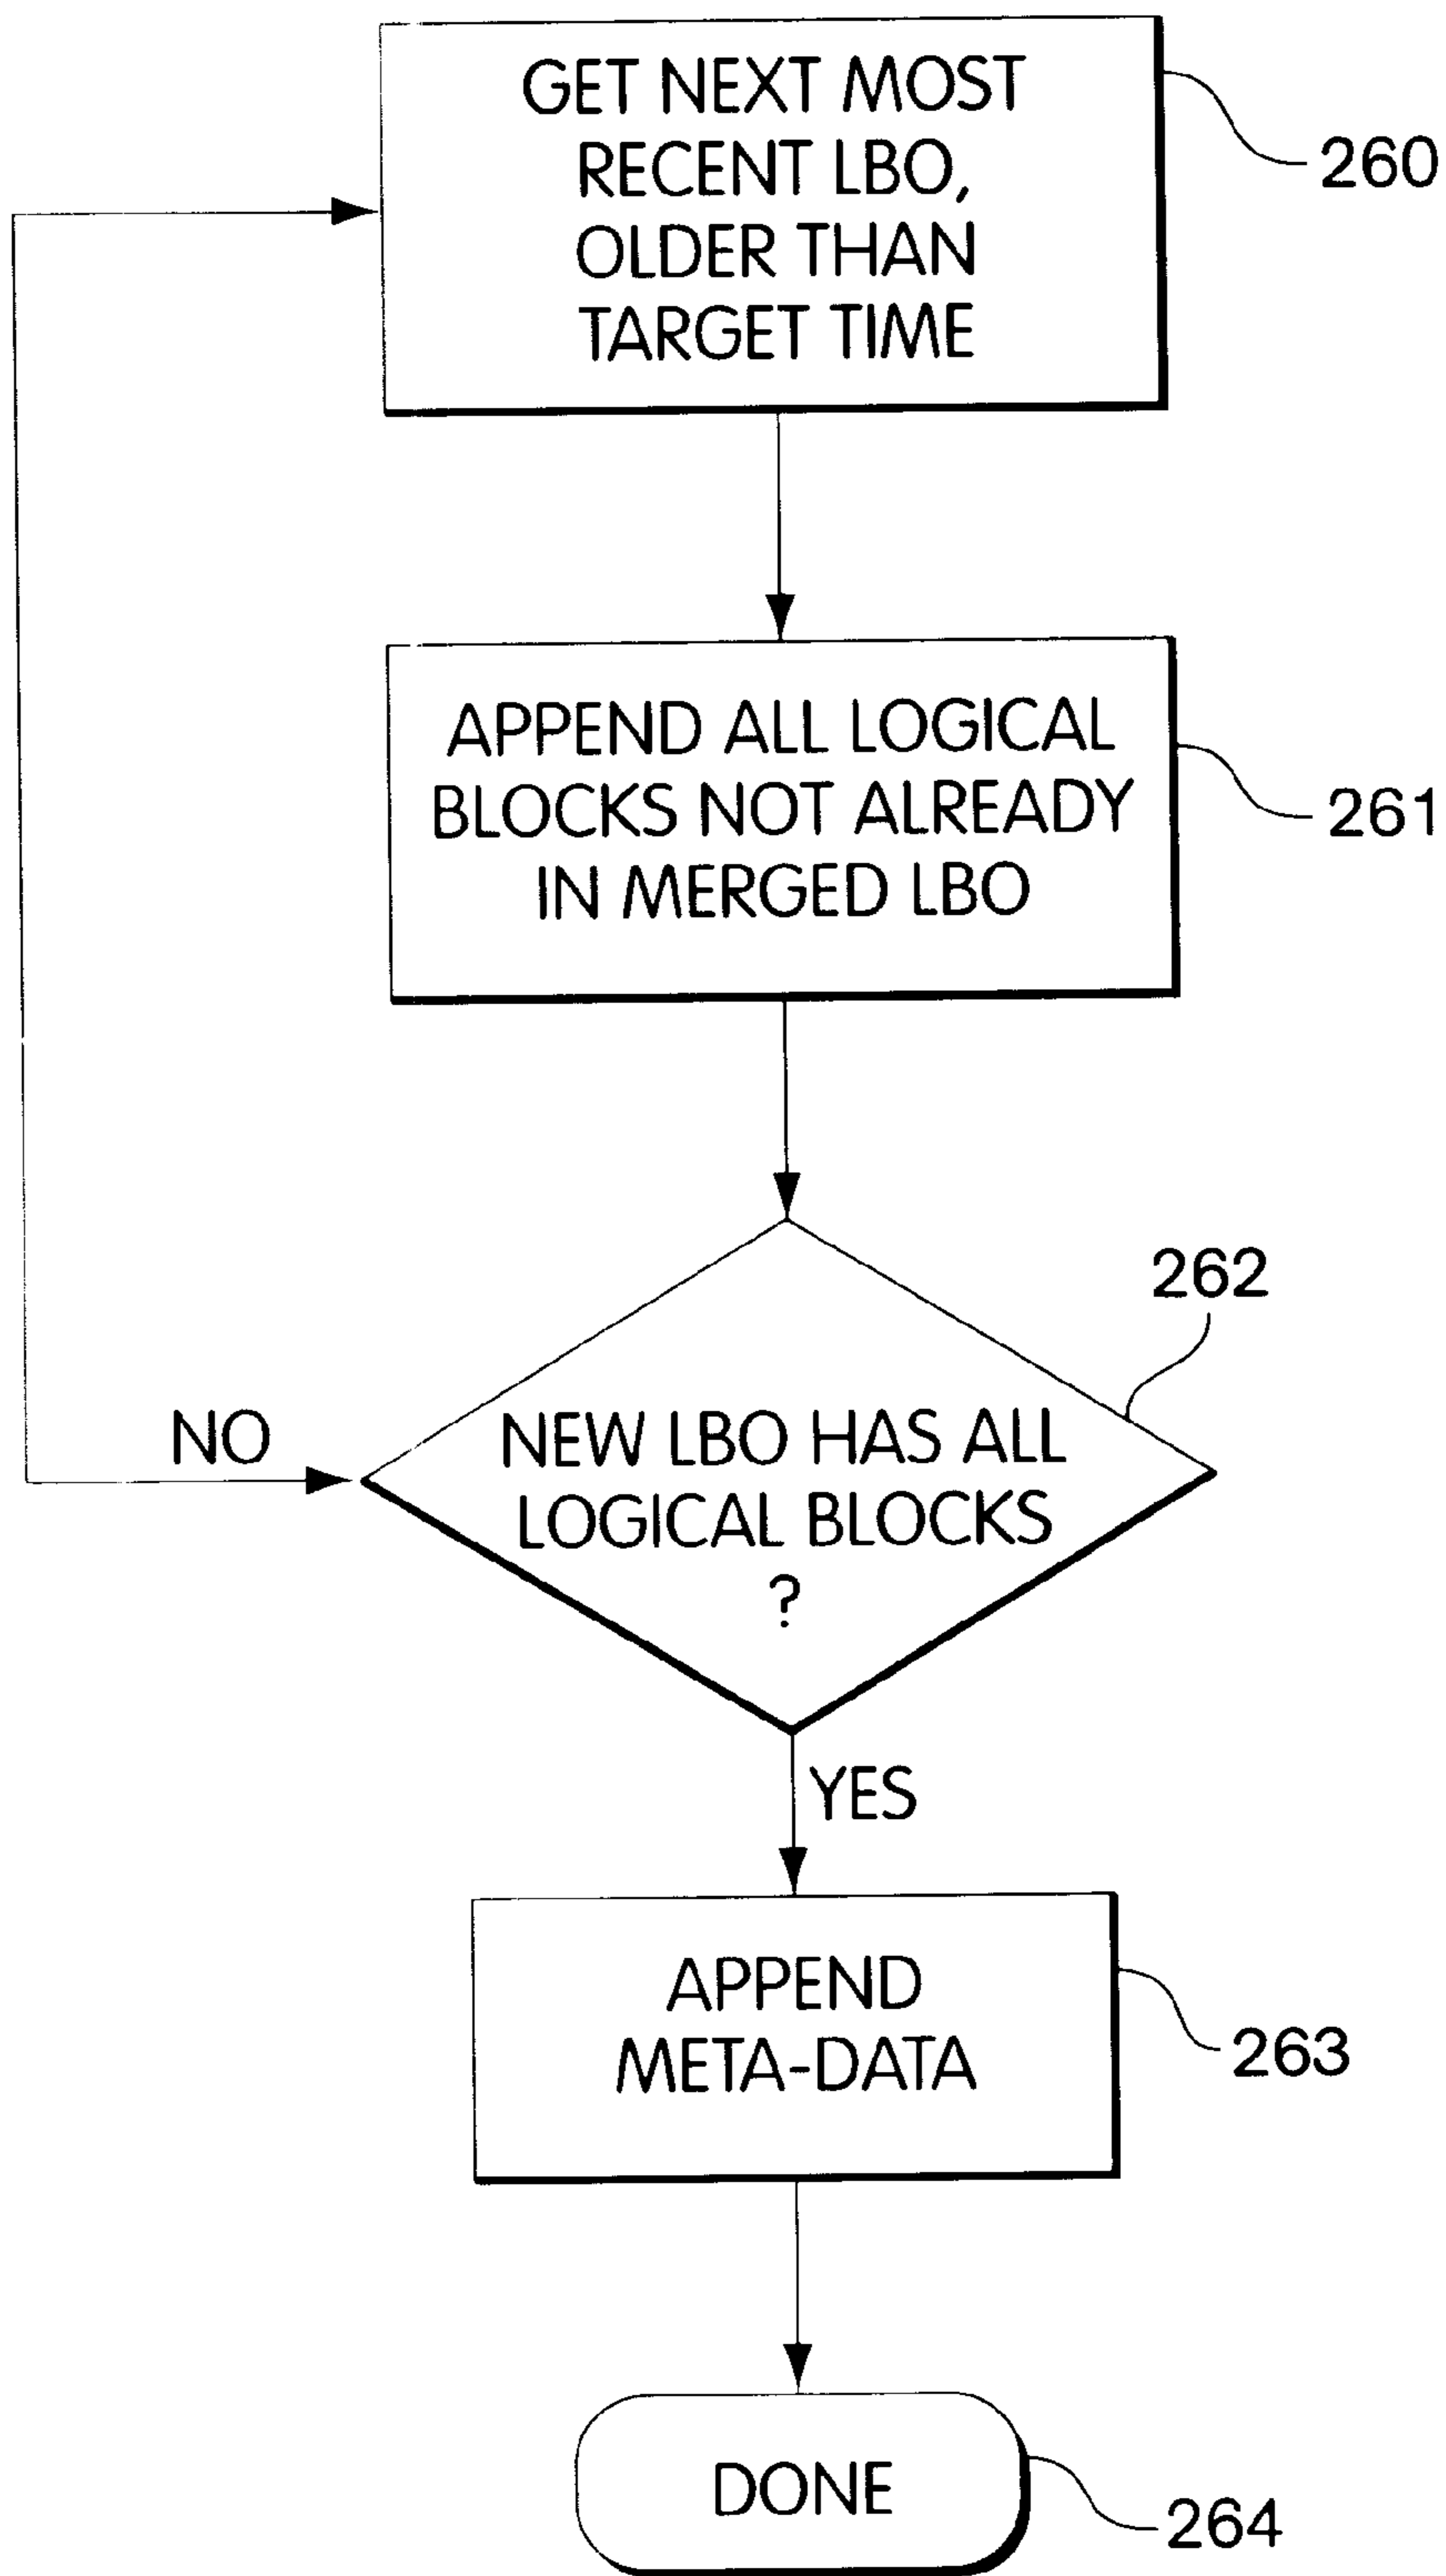 GET NEXT MOST
RECENT LBO,
OLDER THAN
TARGET TIME
260
APPEND ALL LOGICAL
BLOCKS NOT ALREADY
IN MERGED LBO
261
262
NO
NEW LBO HAS ALL
LOGICAL BLOCKS
?
YES
APPEND
META-DATA
263
DONE
264